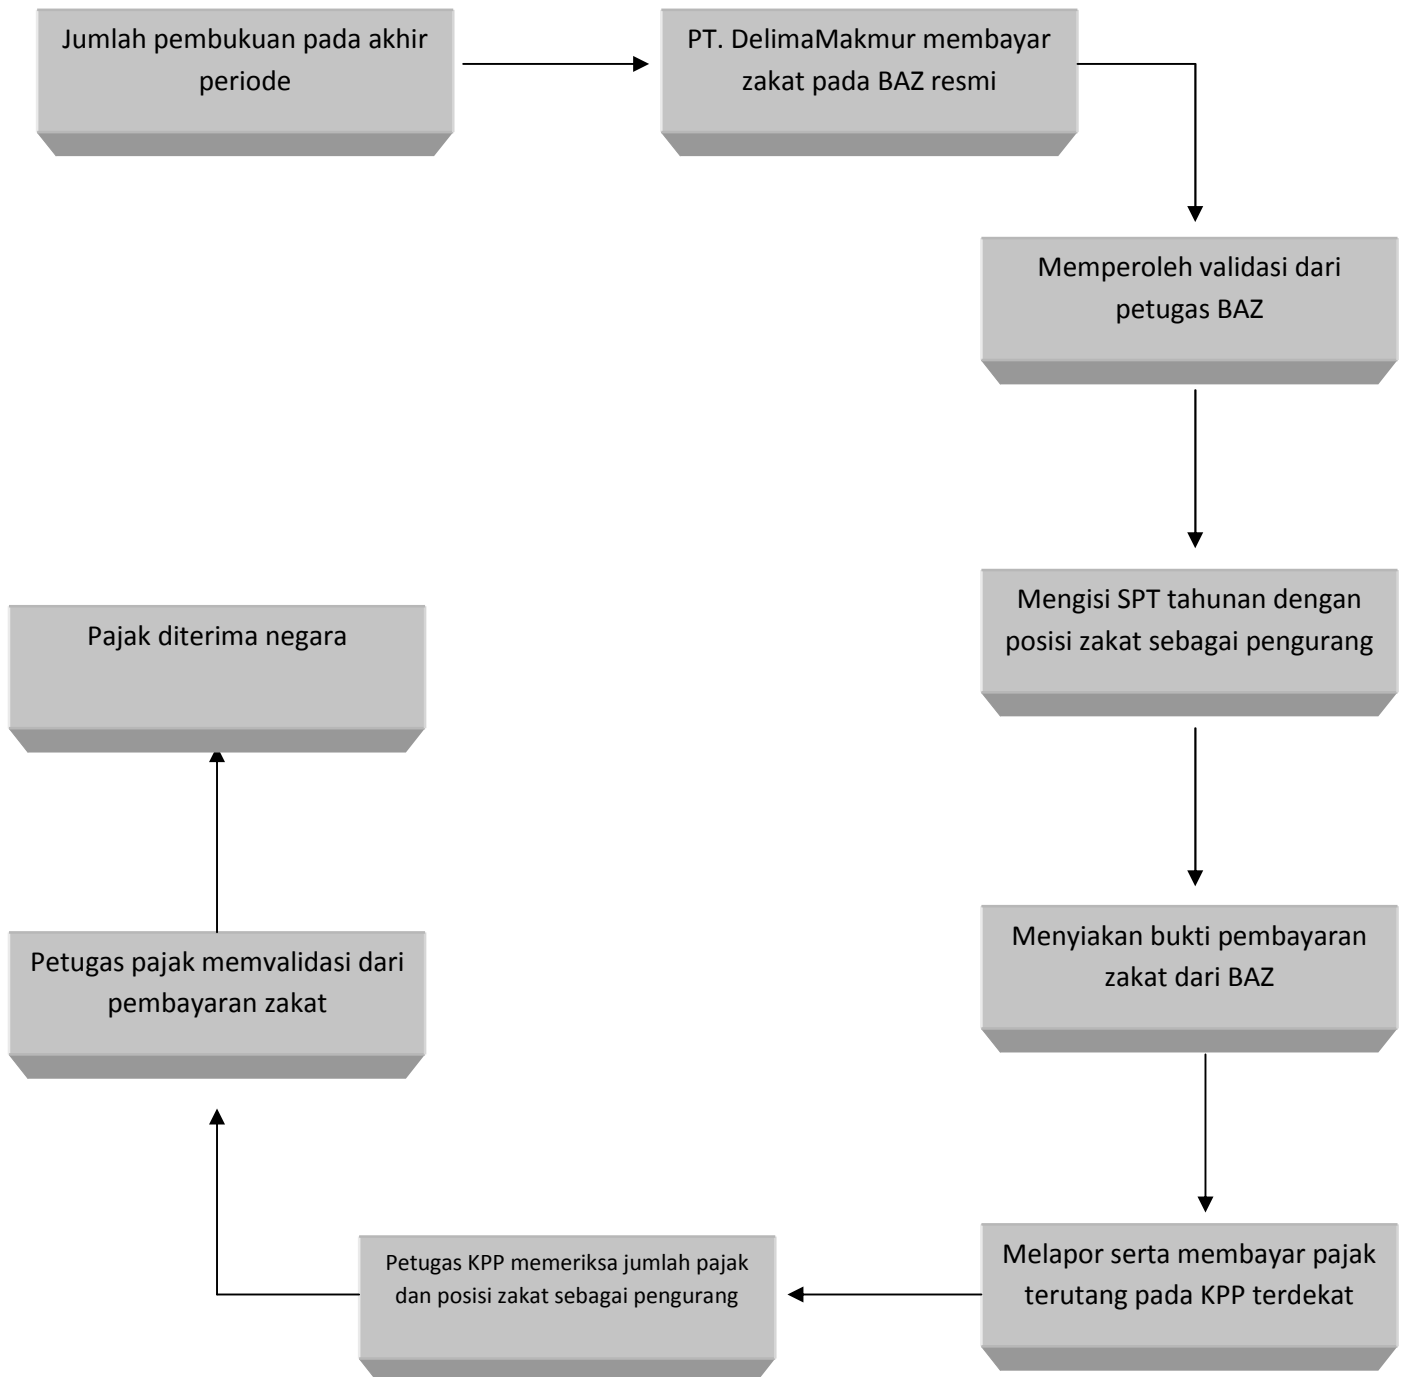 Jumlah pembukuan pada akhir
periode
PT. DelimaMakmur membayar
zakat pada BAZ resmi
Memperoleh validasi dari
petugas BAZ
Mengisi SPT tahunan dengan
posisi zakat sebagai pengurang
Menyiakan bukti pembayaran
zakat dari BAZ
Melapor serta membayar pajak
terutang pada KPP terdekat
Petugas KPP memeriksa jumlah pajak
dan posisi zakat sebagai pengurang
Petugas pajak memvalidasi dari
pembayaran zakat
Pajak diterima negara